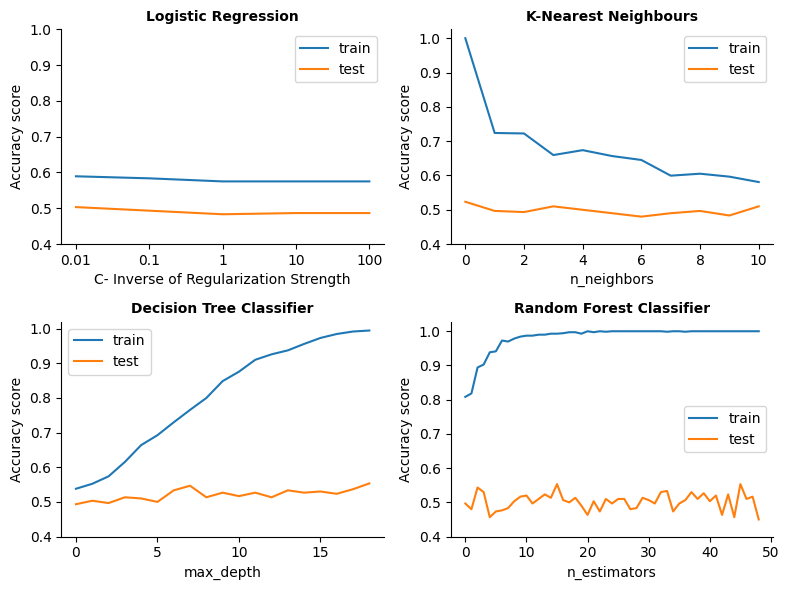 Logistic Regression
1.0
0.9
0.8
0.7
0.6
0.5
0.4
Accuracy score
train
test
0.01 0.1 1 10 100
C- Inverse of Regularization Strength
K-Nearest Neighbours
1.0
0.9
0.8
0.7
0.6
0.5
0.4
Accuracy score
train
test
0 2 4 6 8 10
n_neighbors
Decision Tree Classifier
1.0
0.9
0.8
0.7
0.6
0.5
0.4
Accuracy score
train
test
0 5 10 15
max_depth
Random Forest Classifier
1.0
0.9
0.8
0.7
0.6
0.5
0.4
Accuracy score
train
test
0 10 20 30 40 50
n_estimators